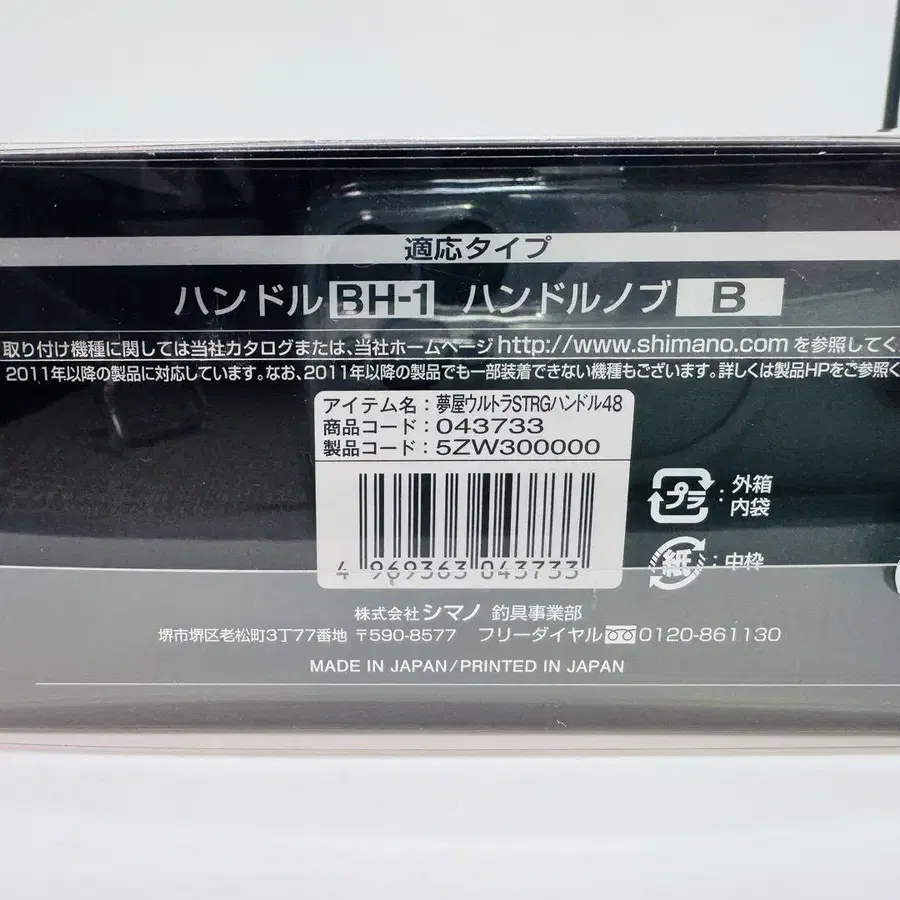 適応タイプ
ハンドル BH-1 ハンドルノブ B
取り付け機種に関しては当社カタログまたは、当社ホームページhttp://www.shimano.comを参照してく
2011年以降の製品に対応しています。なお、2011年以降の製品でも一部装着できない機種もございます。詳しくは製品HPをご参照く
アイテム名：夢屋ウルトラSTRGハンドル48
商品コード：043733
製品コード：5ZW300000
4 969363 043733
プラ：外箱
内袋
紙：中枠
株式会社シマノ 釣具事業部
堺市堺区老松町3丁77番地 〒590-8577 フリーダイヤル 0120-861130
MADE IN JAPAN/PRINTED IN JAPAN